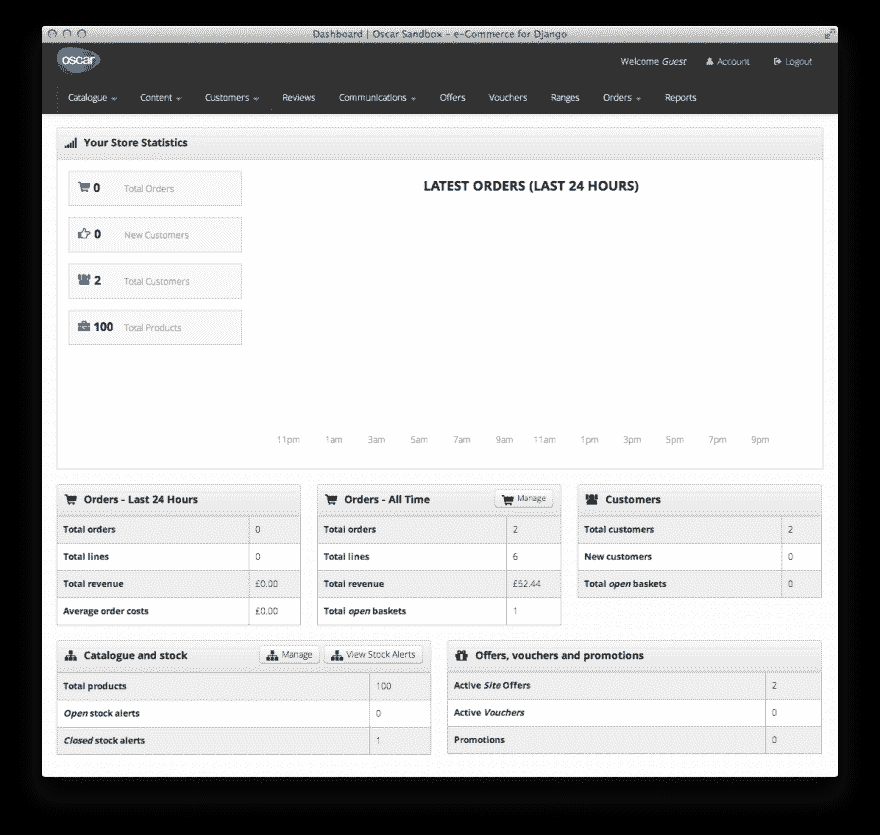 Dashboard | Oscar Sandbox - e-Commerce for Django
oscar
Welcome Guest Account Logout
Catalogue Content Customers Reviews Communications Offers Vouchers Ranges Orders Reports
Your Store Statistics
LATEST ORDERS (LAST 24 HOURS)
0 Total Orders
0 New Customers
2 Total Customers
100 Total Products
11pm 1am 3am 5am 7am 9am 11am 1pm 3pm 5pm 7pm 9pm
Orders - Last 24 Hours
Total orders 0
Total lines 0
Total revenue £0.00
Average order costs £0.00
Orders - All Time Manage
Total orders 2
Total lines 6
Total revenue £52.44
Total open baskets 1
Customers
Total customers 2
New customers 0
Total open baskets 0
Catalogue and stock Manage View Stock Alerts
Total products 100
Open stock alerts 0
Closed stock alerts 1
Offers, vouchers and promotions
Active Site Offers 2
Active Vouchers 0
Promotions 0